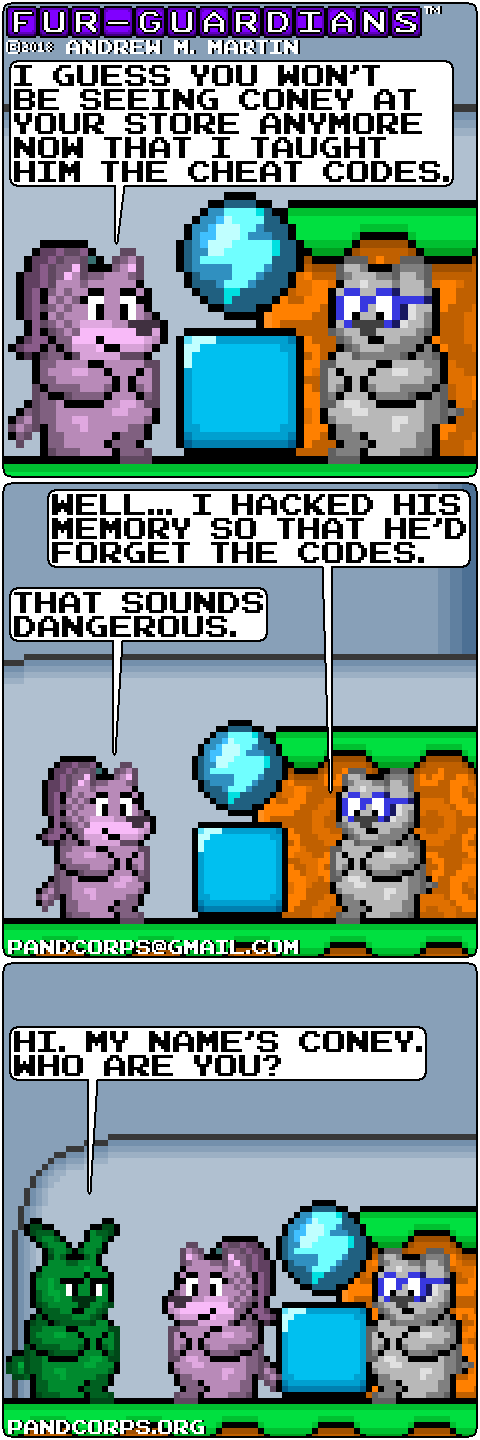 FUR-GUARDIANS™
©2018 ANDREW M. MARTIN
I GUESS YOU WON'T
BE SEEING CONEY AT
YOUR STORE ANYMORE
NOW THAT I TAUGHT
HIM THE CHEAT CODES.
WELL... I HACKED HIS
MEMORY SO THAT HE'D
FORGET THE CODES.
THAT SOUNDS
DANGEROUS.
PANDCORPS@GMAIL.COM
HI. MY NAME'S CONEY.
WHO ARE YOU?
PANDCORPS.ORG